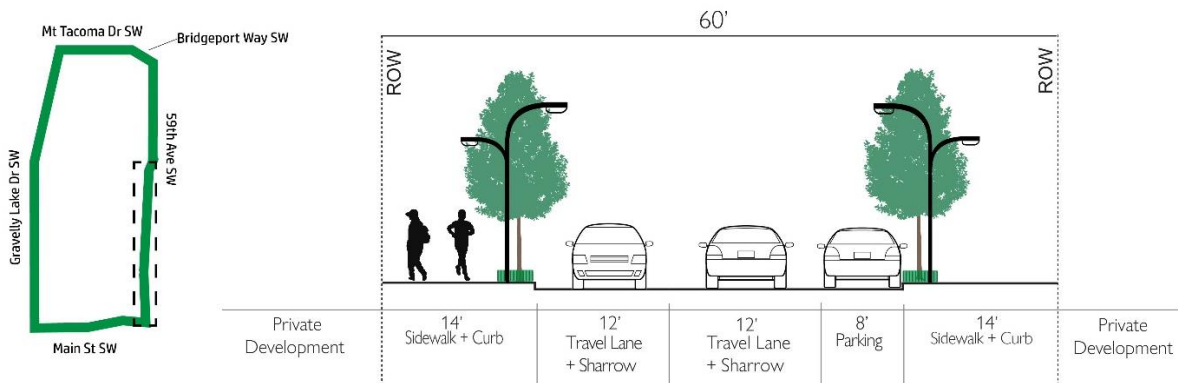 Mt Tacoma Dr SW
Bridgeport Way SW
59th Ave SW
Gravelly Lake Dr SW
Main St SW
60'
ROW
ROW
Private
Development
14'
Sidewalk + Curb
12'
Travel Lane
+ Sharrow
12'
Travel Lane
+ Sharrow
8'
Parking
14'
Sidewalk + Curb
Private
Development